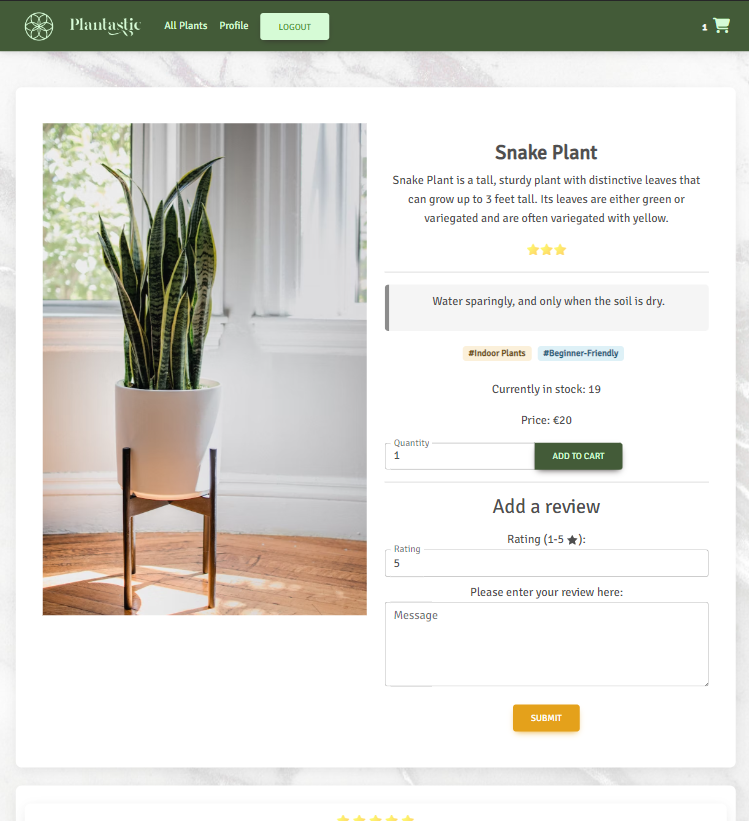 Plantastic
All Plants
Profile
LOGOUT
1
Snake Plant
Snake Plant is a tall, sturdy plant with distinctive leaves that
can grow up to 3 feet tall. Its leaves are either green or
variegated and are often variegated with yellow.
Water sparingly, and only when the soil is dry.
#Indoor Plants #Beginner-Friendly
Currently in stock: 19
Price: €20
Quantity
1
ADD TO CART
Add a review
Rating (1-5 ★):
Rating
5
Please enter your review here:
Message
SUBMIT